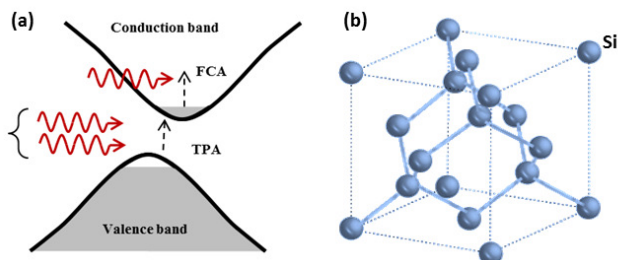 (a)
Conduction band
FCA
TPA
Valence band
(b)
Si